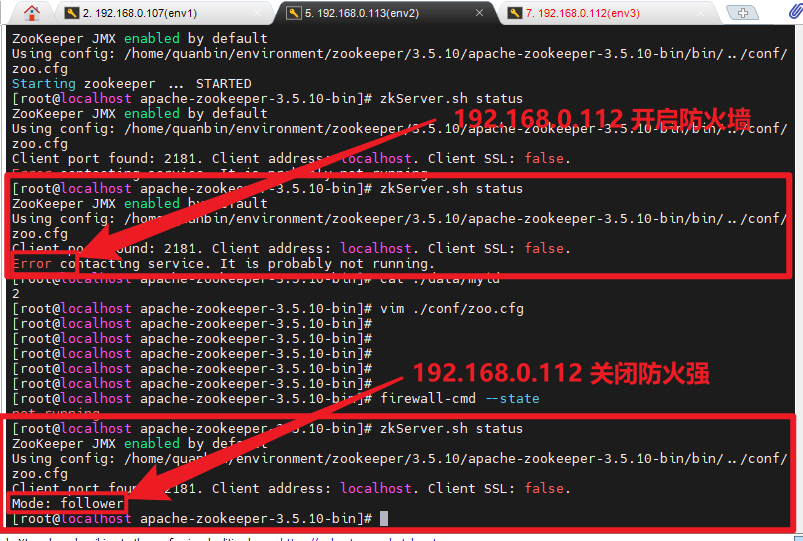 2. 192.168.0.107(env1)
5. 192.168.0.113(env2)
7. 192.168.0.112(env3)
ZooKeeper JMX enabled by default
Using config: /home/quanbin/environment/zookeeper/3.5.10/apache-zookeeper-3.5.10-bin/bin/../conf/
zoo.cfg
Starting zookeeper ... STARTED
[root@localhost apache-zookeeper-3.5.10-bin]# zkServer.sh status
ZooKeeper JMX enabled by default
192.168.0.112 开启防火墙
Using config: /home/quanbin/environment/zookeeper/3.5.10/apache-zookeeper-3.5.10-bin/bin/../conf/
zoo.cfg
Client port found: 2181. Client address: localhost. Client SSL: false.
Error contacting service. It is probably not running.
[root@localhost apache-zookeeper-3.5.10-bin]# zkServer.sh status
ZooKeeper JMX enabled by default
Using config: /home/quanbin/environment/zookeeper/3.5.10/apache-zookeeper-3.5.10-bin/bin/../conf/
zoo.cfg
Client port found: 2181. Client address: localhost. Client SSL: false.
Error contacting service. It is probably not running.
[root@localhost apache-zookeeper-3.5.10-bin]# cat ./data/myid
2
[root@localhost apache-zookeeper-3.5.10-bin]# vim ./conf/zoo.cfg
[root@localhost apache-zookeeper-3.5.10-bin]#
[root@localhost apache-zookeeper-3.5.10-bin]#
[root@localhost apache-zookeeper-3.5.10-bin]#
[root@localhost apache-zookeeper-3.5.10-bin]#
192.168.0.112 关闭防火强
[root@localhost apache-zookeeper-3.5.10-bin]#
[root@localhost apache-zookeeper-3.5.10-bin]# firewall-cmd --state
not running
[root@localhost apache-zookeeper-3.5.10-bin]# zkServer.sh status
ZooKeeper JMX enabled by default
Using config: /home/quanbin/environment/zookeeper/3.5.10/apache-zookeeper-3.5.10-bin/bin/../conf/
zoo.cfg
Client port found: 2181. Client address: localhost. Client SSL: false.
Mode: follower
[root@localhost apache-zookeeper-3.5.10-bin]#